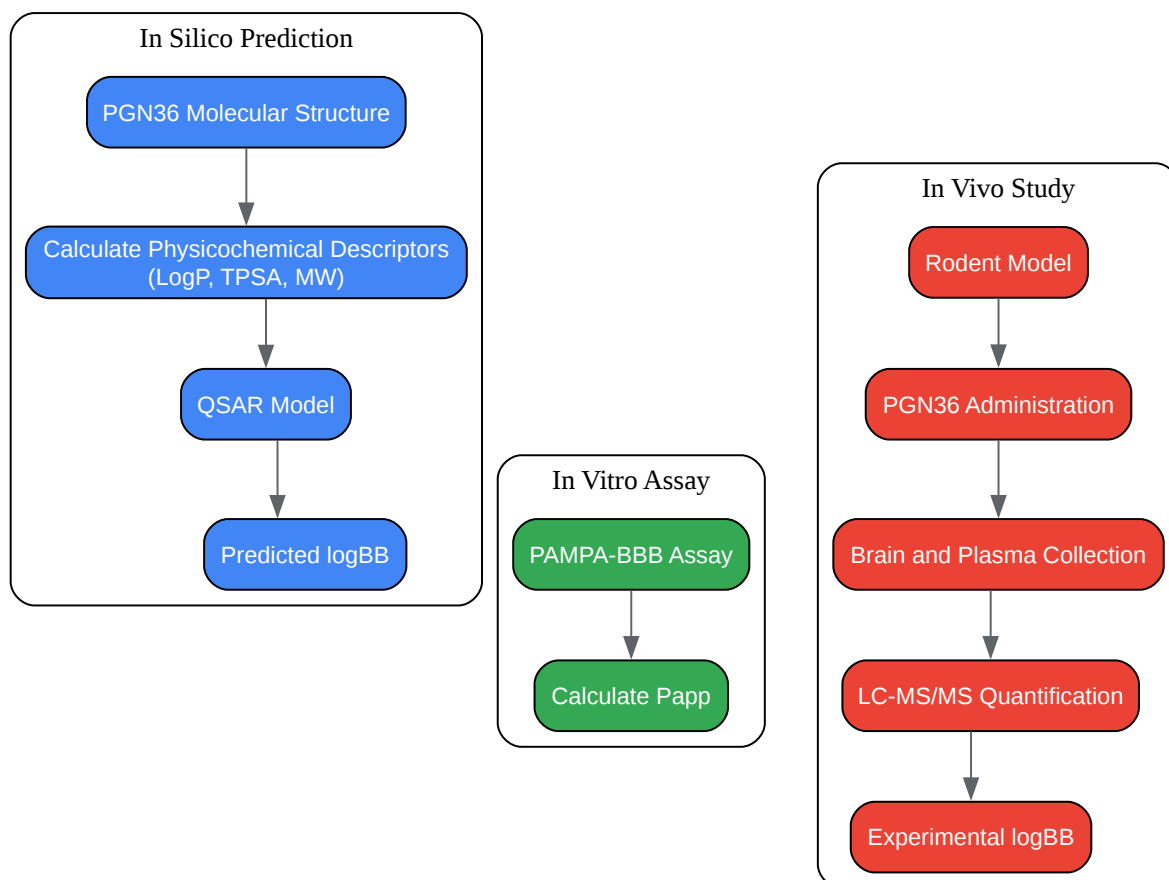 In Silico Prediction
PGN36 Molecular Structure
Calculate Physicochemical Descriptors
(LogP, TPSA, MW)
QSAR Model
Predicted logBB
In Vitro Assay
PAMPA-BBB Assay
Calculate Papp
In Vivo Study
Rodent Model
PGN36 Administration
Brain and Plasma Collection
LC-MS/MS Quantification
Experimental logBB